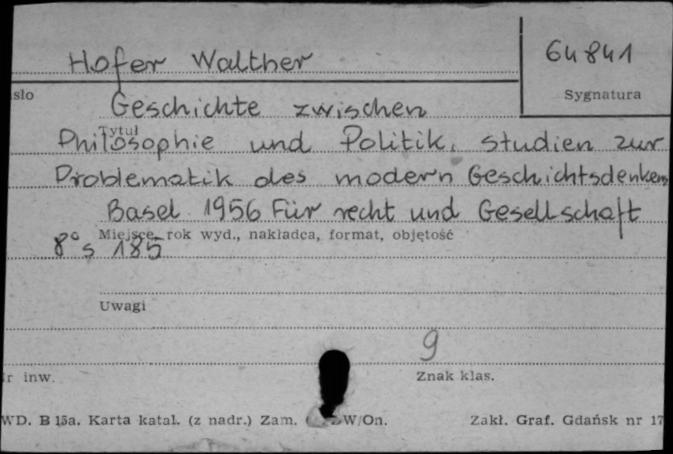 Hofer Walther
64841
sło
Sygnatura
Geschichte zwischen
Tytuł
Philosophie und Politik, studien zur
Problematik des modern Geschichtsdenkens
Basel 1956 Für recht und Gesellschaft
Miejsce, rok wyd., nakładca, format, objętość
8° s 185
Uwagi
9
r inw.
Znak klas.
WD. B 15a. Karta katal. (z nadr.) Zam. W/On. Zakł. Graf. Gdańsk nr 17